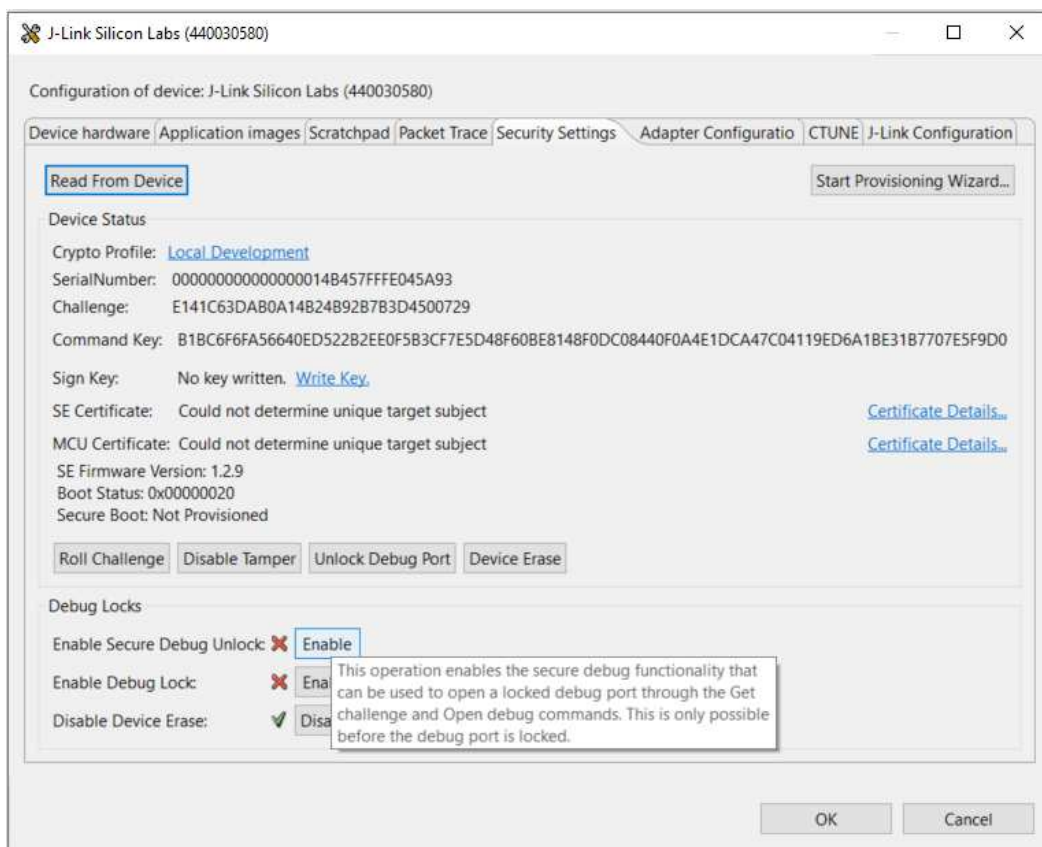 J-Link Silicon Labs (440030580)
Configuration of device: J-Link Silicon Labs (440030580)
Device hardware Application images Scratchpad Packet Trace Security Settings Adapter Configuratio CTUNE J-Link Configuration
Read From Device Start Provisioning Wizard...
Device Status
Crypto Profile: Local Development
SerialNumber: 000000000000000014B457FFFE045A93
Challenge: E141C63DAB0A14B24B92B7B3D4500729
Command Key: B1BC6F6FA56640ED522B2EE0F5B3CF7E5D48F60BE8148F0DC08440F0A4E1DCA47C04119ED6A1BE31B7707E5F9D0
Sign Key: No key written. Write Key.
SE Certificate: Could not determine unique target subject Certificate Details...
MCU Certificate: Could not determine unique target subject Certificate Details...
SE Firmware Version: 1.2.9
Boot Status: 0x00000020
Secure Boot: Not Provisioned
Roll Challenge Disable Tamper Unlock Debug Port Device Erase
Debug Locks
Enable Secure Debug Unlock: Enable
Enable Debug Lock: Ena
Disable Device Erase: Disa
This operation enables the secure debug functionality that
can be used to open a locked debug port through the Get
challenge and Open debug commands. This is only possible
before the debug port is locked.
OK Cancel